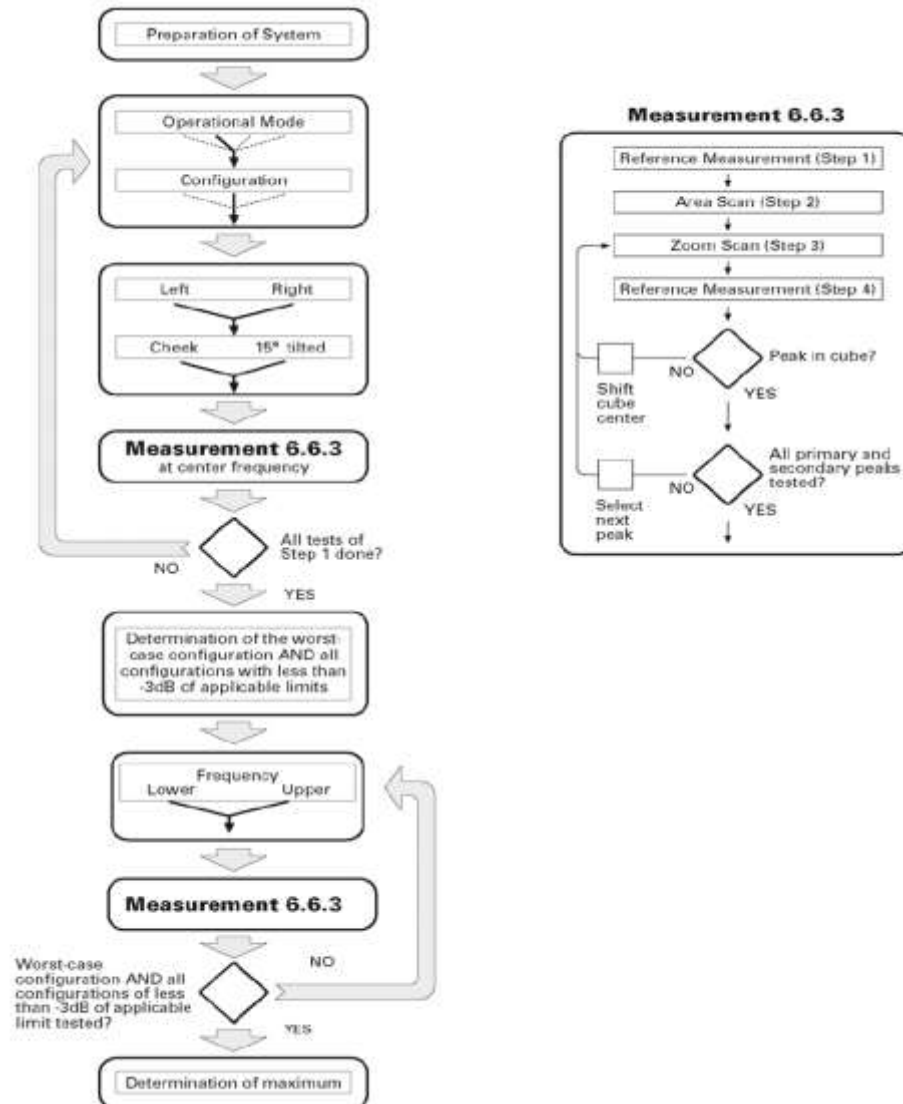 Preparation of System
Operational Mode
Configuration
Left Right
Cheek 15° tilted
Measurement 6.6.3
at center frequency
All tests of
Step 1 done?
NO
YES
Determination of the worst-
case configuration AND all
configurations with less than
-3dB of applicable limits
Frequency
Lower Upper
Measurement 6.6.3
Worst-case
configuration AND all
configurations of less
than -3dB of applicable
limit tested?
NO
YES
Determination of maximum
Measurement 6.6.3
Reference Measurement (Step 1)
Area Scan (Step 2)
Zoom Scan (Step 3)
Reference Measurement (Step 4)
Peak in cube?
NO
YES
Shift
cube
center
All primary and
secondary peaks
tested?
NO
YES
Select
next
peak